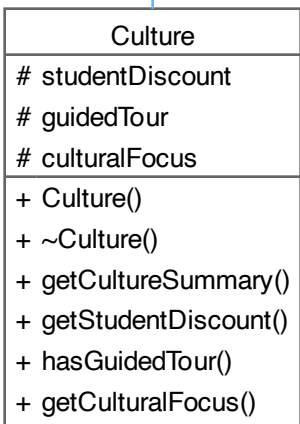 Culture
# studentDiscount
# guidedTour
# culturalFocus
+ Culture()
+ ~Culture()
+ getCultureSummary()
+ getStudentDiscount()
+ hasGuidedTour()
+ getCulturalFocus()